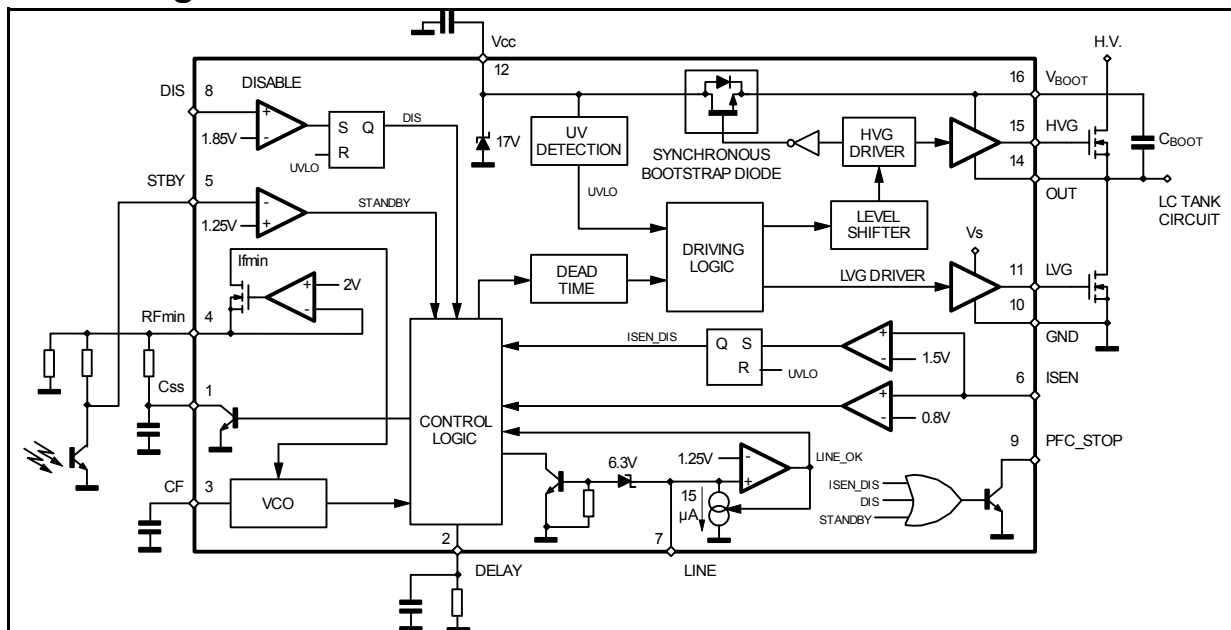 Vcc
H.V.
12
16
VBOOT
DIS
8
DISABLE
1.85V
S
Q
R
DIS
UVLO
17V
UV
DETECTION
SYNCHRONOUS
BOOTSTRAP DIODE
HVG
DRIVER
15
HVG
CBOOT
14
OUT
LC TANK
CIRCUIT
STBY
5
1.25V
STANDBY
UVLO
LEVEL
SHIFTER
DRIVING
LOGIC
Vs
Ifmin
2V
DEAD
TIME
LVG DRIVER
11
LVG
10
GND
RFmin
4
ISEN_DIS
Q
S
R
UVLO
1.5V
6
ISEN
Css
1
CONTROL
LOGIC
0.8V
9
PFC_STOP
6.3V
1.25V
LINE_OK
CF
3
VCO
15
µA
ISEN_DIS
DIS
STANDBY
2
7
DELAY
LINE